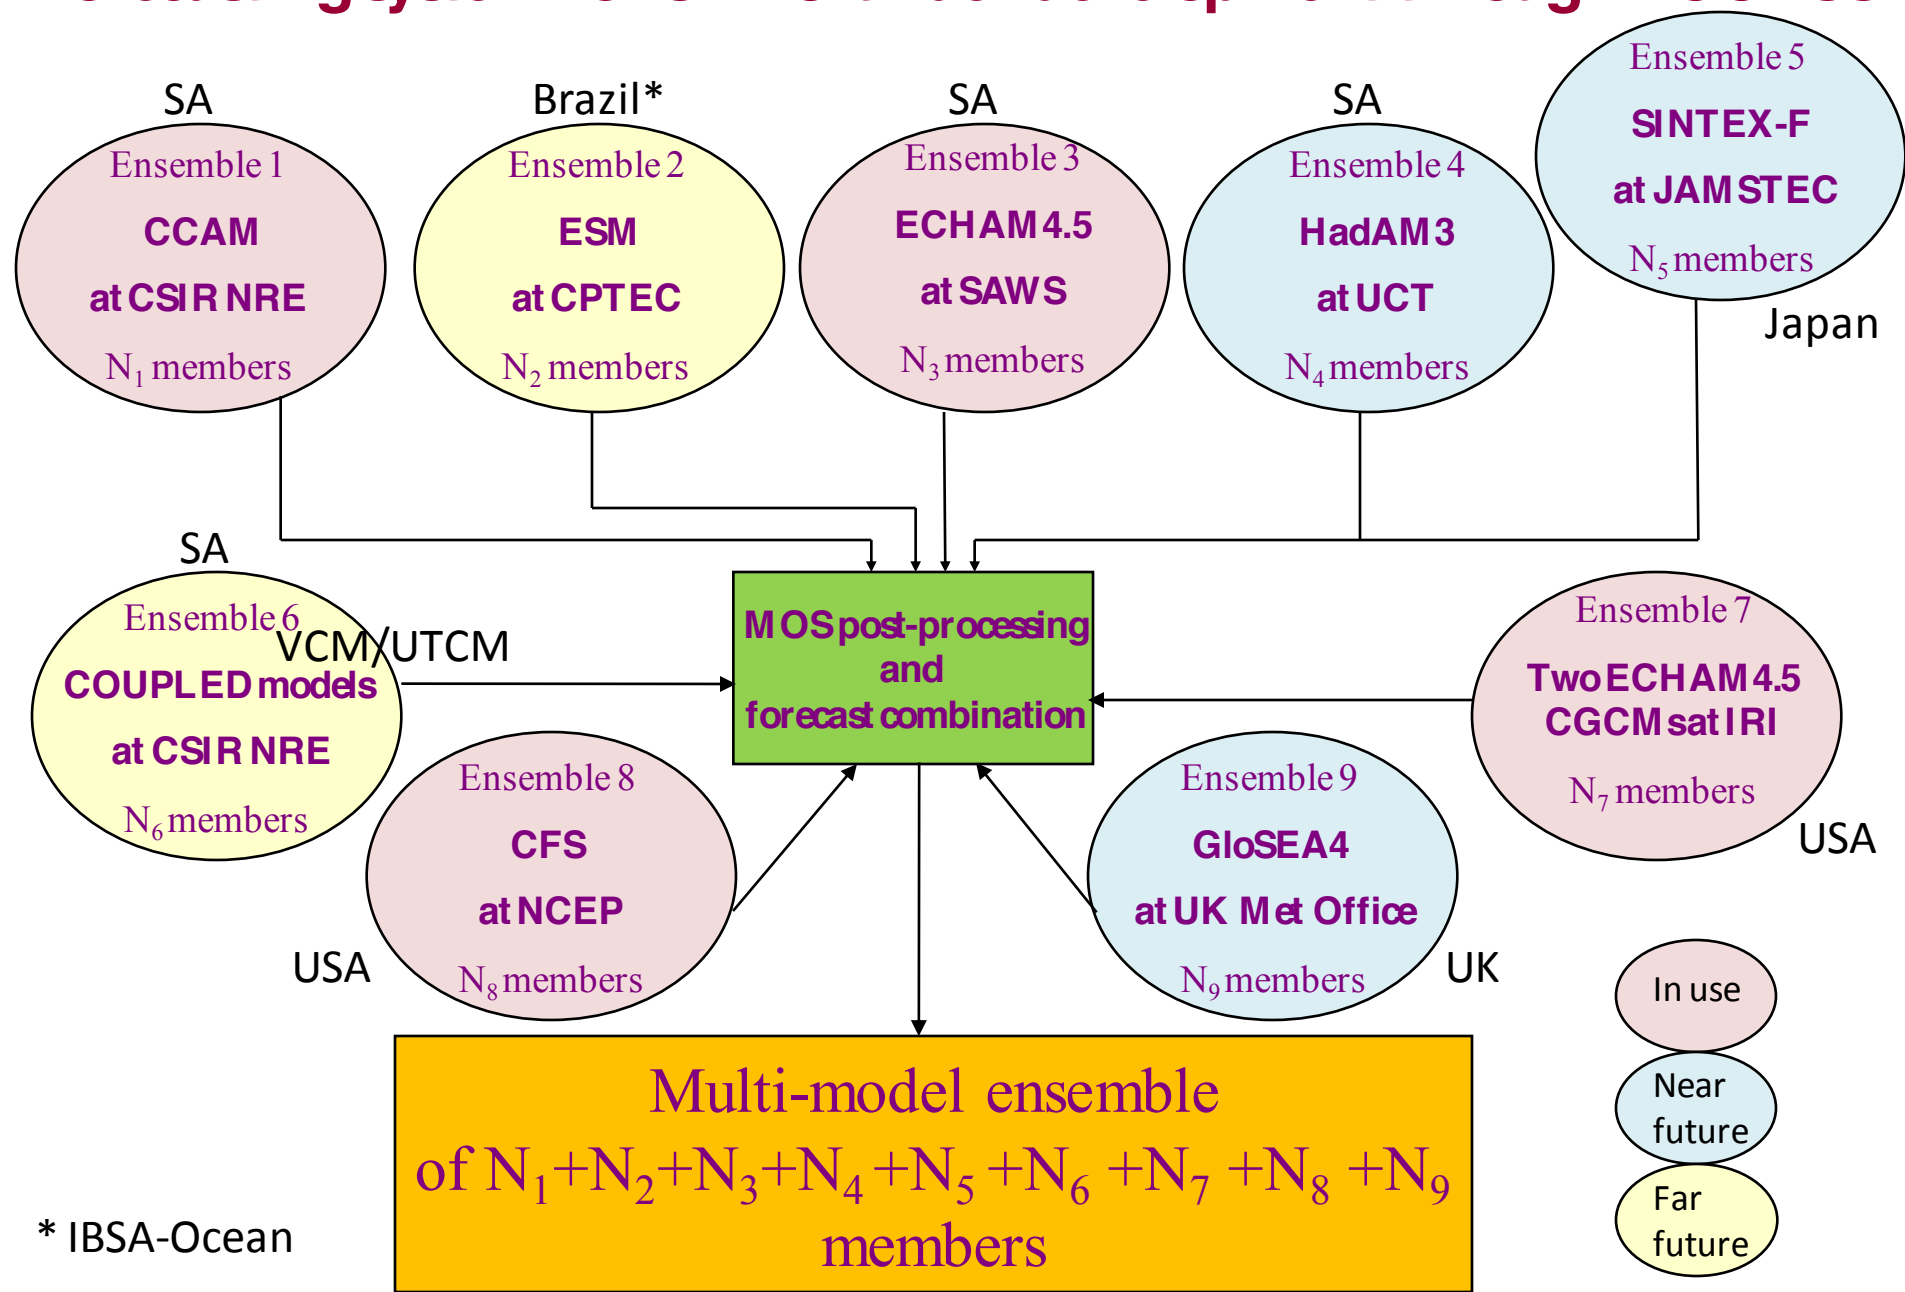 SA
Brazil*
SA
SA
Ensemble 1
CCAM
at CSIR NRE
N₁ members
Ensemble 2
ESM
at CPTEC
N₂ members
Ensemble 3
ECHAM4.5
at SAWS
N₃ members
Ensemble 4
HadAM3
at UCT
N₄ members
Ensemble 5
SINTEX-F
at JAMSTEC
N₅ members
Japan
SA
Ensemble 6
VCM/UTCM
COUPLED models
at CSIR NRE
N₆ members
MOS post-processing
and
forecast combination
Ensemble 7
Two ECHAM4.5
CGCMs at IRI
N₇ members
USA
Ensemble 8
CFS
at NCEP
N₈ members
USA
Ensemble 9
GloSEA4
at UK Met Office
N₉ members
UK
In use
Near
future
Far
future
Multi-model ensemble
of N₁+N₂+N₃+N₄+N₅+N₆+N₇+N₈+N₉
members
* IBSA-Ocean